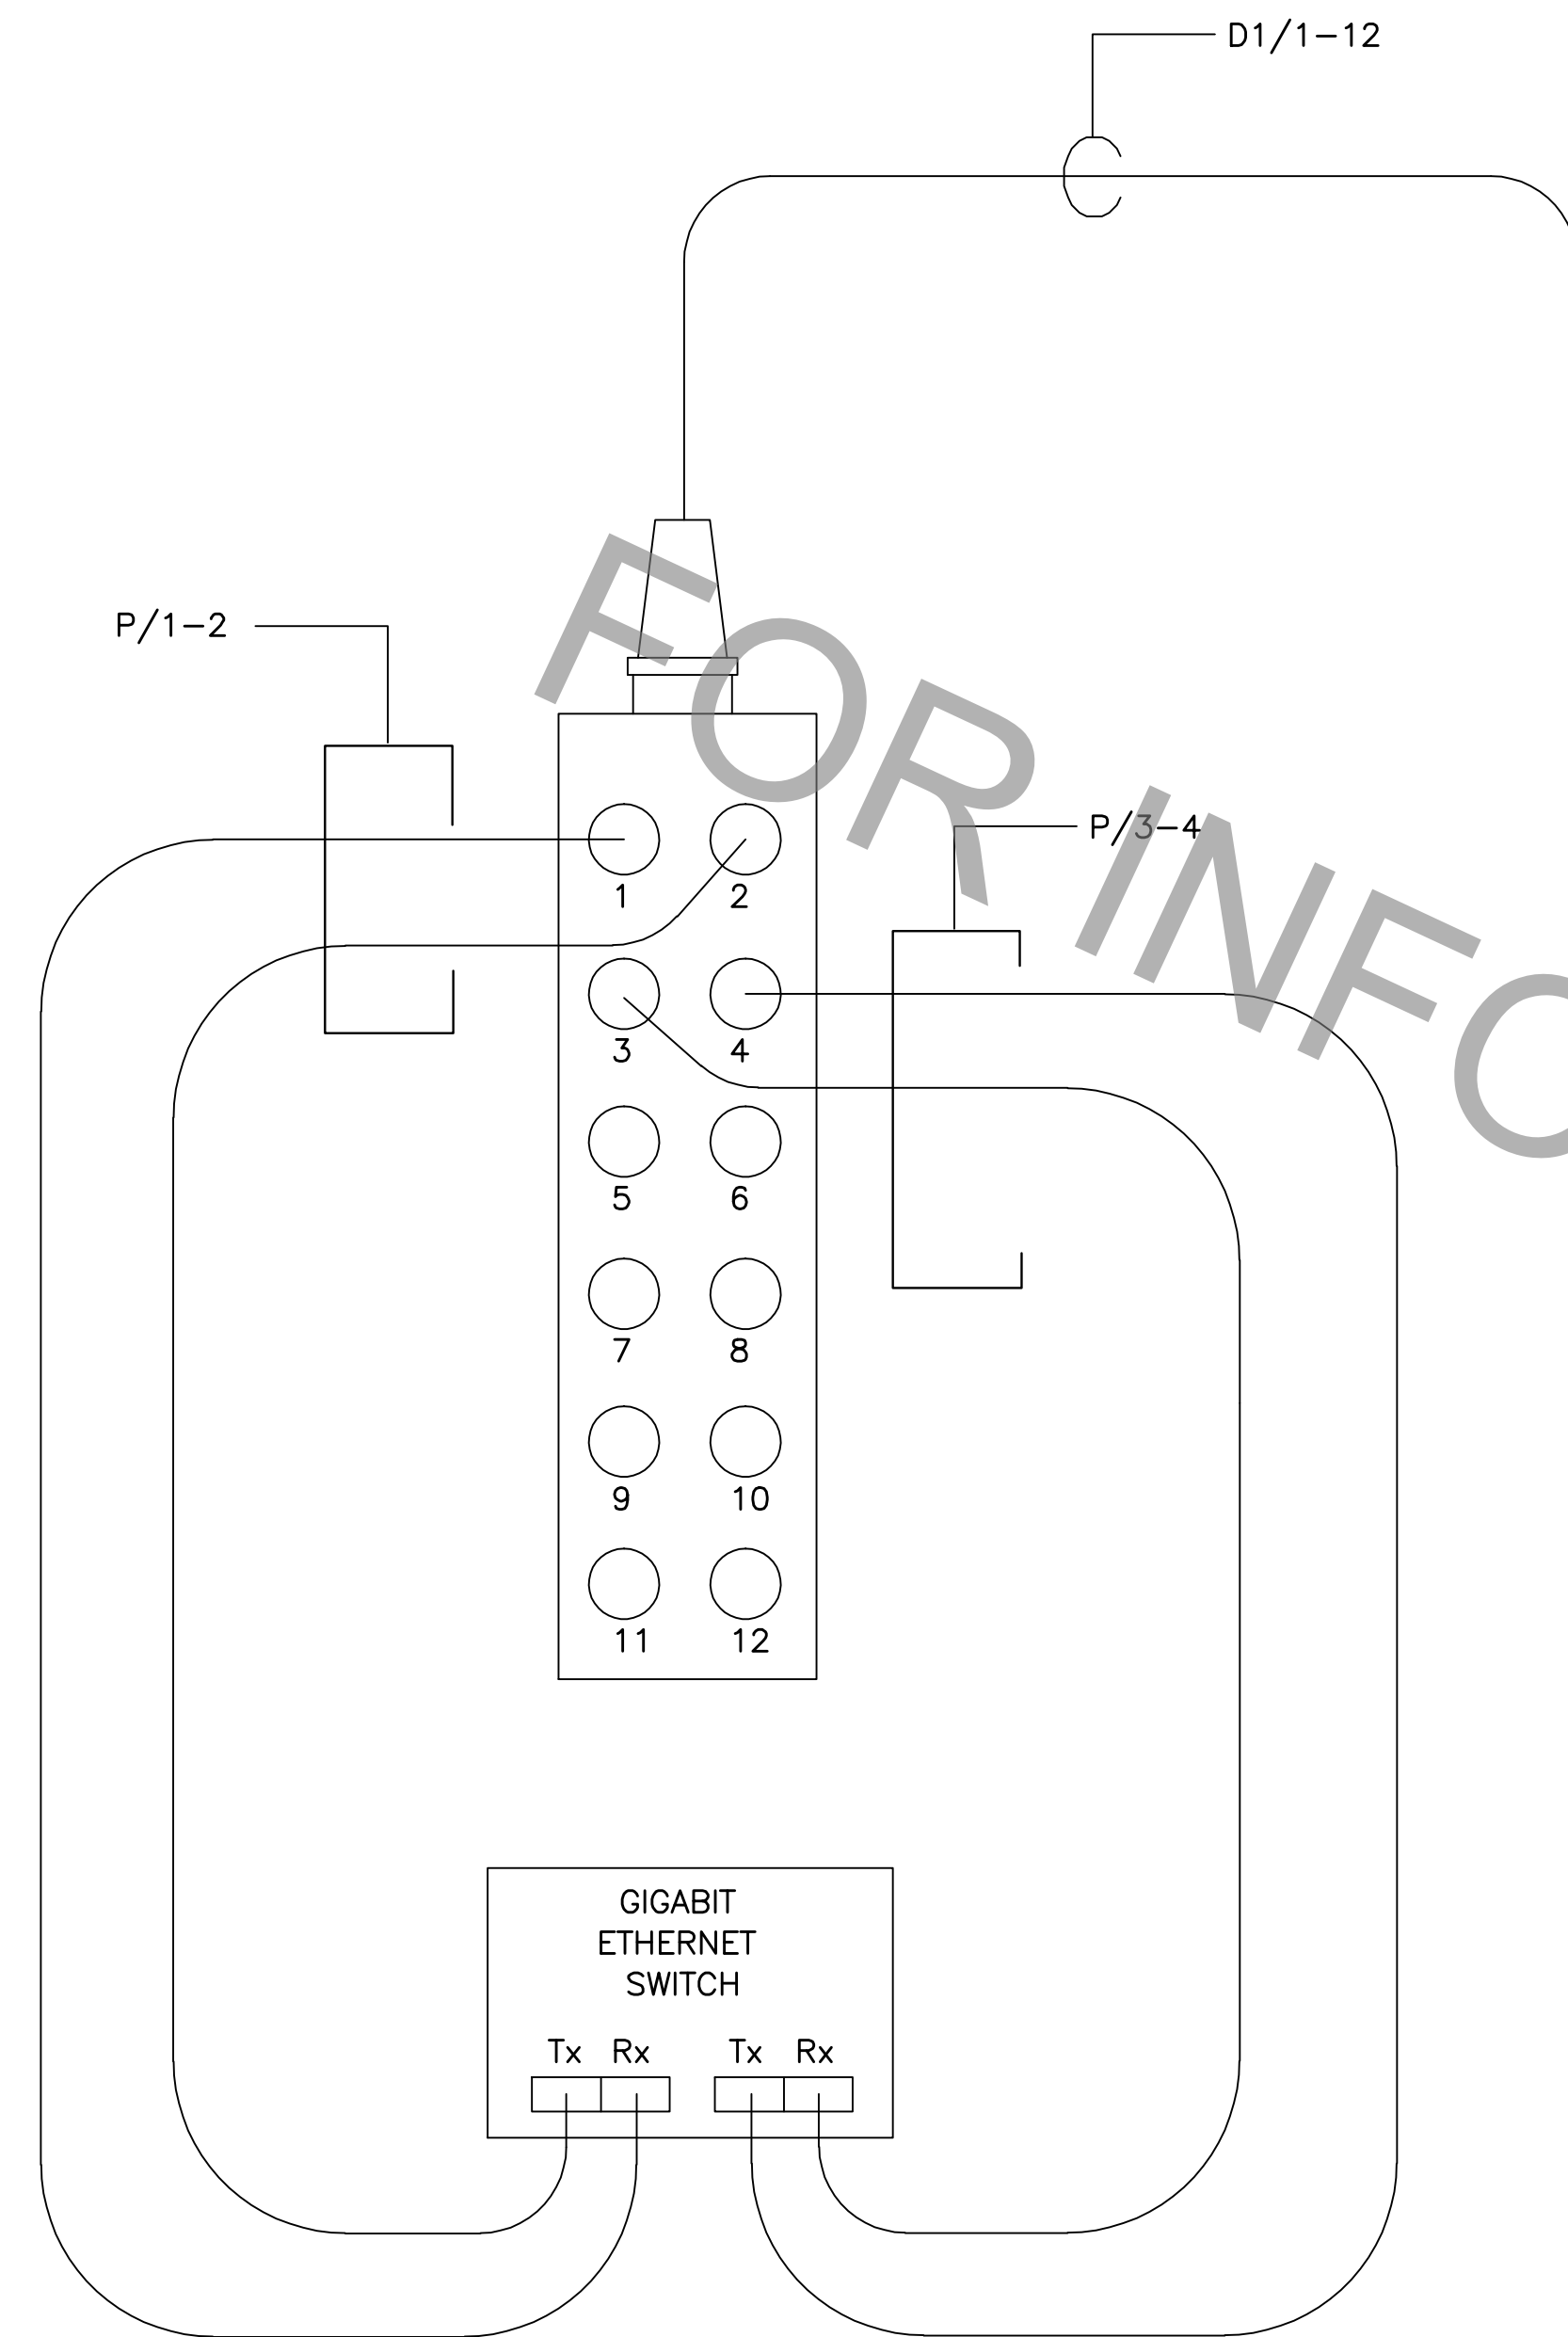 D1/1-12
P/1-2
P/3-4
FOR INFO
1 2
3 4
5 6
7 8
9 10
11 12
GIGABIT
ETHERNET
SWITCH
Tx Rx Tx Rx